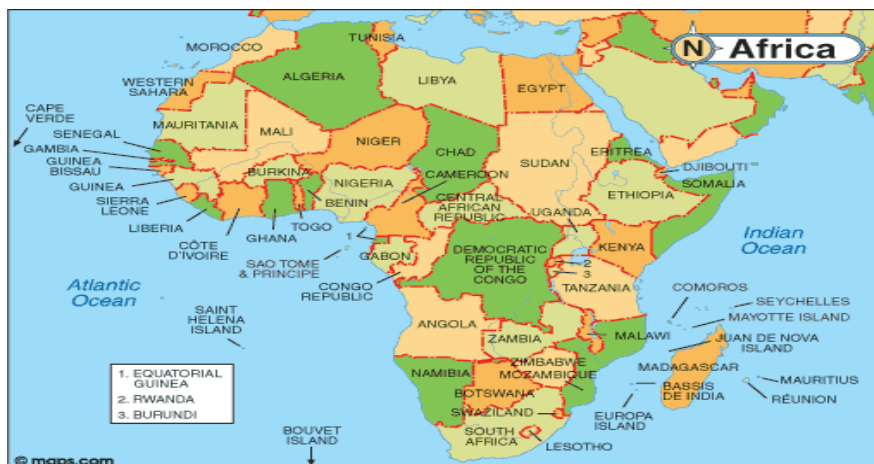 N Africa
TUNISIA
MOROCCO
ALGERIA
LIBYA
EGYPT
WESTERN
SAHARA
CAPE
VERDE
MAURITANIA
MALI
NIGER
CHAD
SUDAN
ERITREA
DJIBOUTI
SOMALIA
SENEGAL
GAMBIA
GUINEA
BISSAU
GUINEA
SIERRA
LEONE
LIBERIA
CÔTE
D'IVOIRE
BURKINA
GHANA
TOGO
BENIN
NIGERIA
CAMEROON
CENTRAL
AFRICAN
REPUBLIC
ETHIOPIA
UGANDA
KENYA
1
SAO TOME
& PRINCIPE
GABON
CONGO
REPUBLIC
DEMOCRATIC
REPUBLIC
OF THE
CONGO
2
3
TANZANIA
Indian
Ocean
Atlantic
Ocean
SAINT
HELENA
ISLAND
COMOROS
SEYCHELLES
MAYOTTE ISLAND
JUAN DE NOVA
ISLAND
ANGOLA
ZAMBIA
MALAWI
ZIMBABWE
MOZAMBIQUE
MADAGASCAR
BASSIS
DE INDIA
MAURITIUS
RÉUNION
EUROPA
ISLAND
NAMIBIA
BOTSWANA
SWAZILAND
SOUTH
AFRICA
LESOTHO
1. EQUATORIAL
GUINEA
2. RWANDA
3. BURUNDI
BOUVET
ISLAND
© maps.com